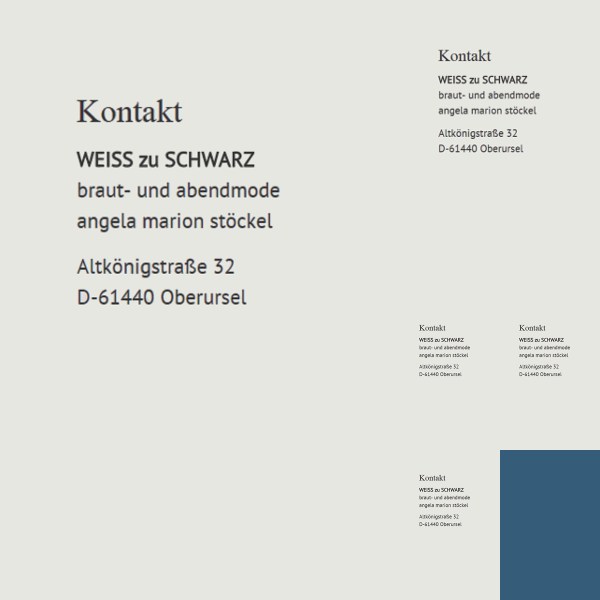 Kontakt
WEISS zu SCHWARZ
braut- und abendmode
angela marion stöckel
Altkönigstraße 32
D-61440 Oberursel
Kontakt
WEISS zu SCHWARZ
braut- und abendmode
angela marion stöckel
Altkönigstraße 32
D-61440 Oberursel
Kontakt
WEISS zu SCHWARZ
braut- und abendmode
angela marion stöckel
Altkönigstraße 32
D-61440 Oberursel
Kontakt
WEISS zu SCHWARZ
braut- und abendmode
angela marion stöckel
Altkönigstraße 32
D-61440 Oberursel
Kontakt
WEISS zu SCHWARZ
braut- und abendmode
angela marion stöckel
Altkönigstraße 32
D-61440 Oberursel